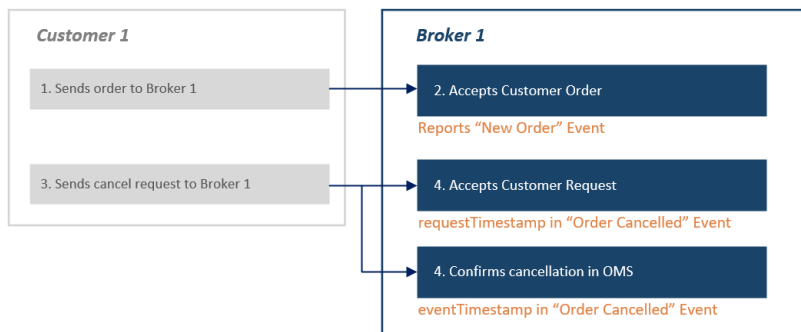 Customer 1
Broker 1
1. Sends order to Broker 1
2. Accepts Customer Order
Reports “New Order” Event
3. Sends cancel request to Broker 1
4. Accepts Customer Request
requestTimestamp in “Order Cancelled” Event
4. Confirms cancellation in OMS
eventTimestamp in “Order Cancelled” Event